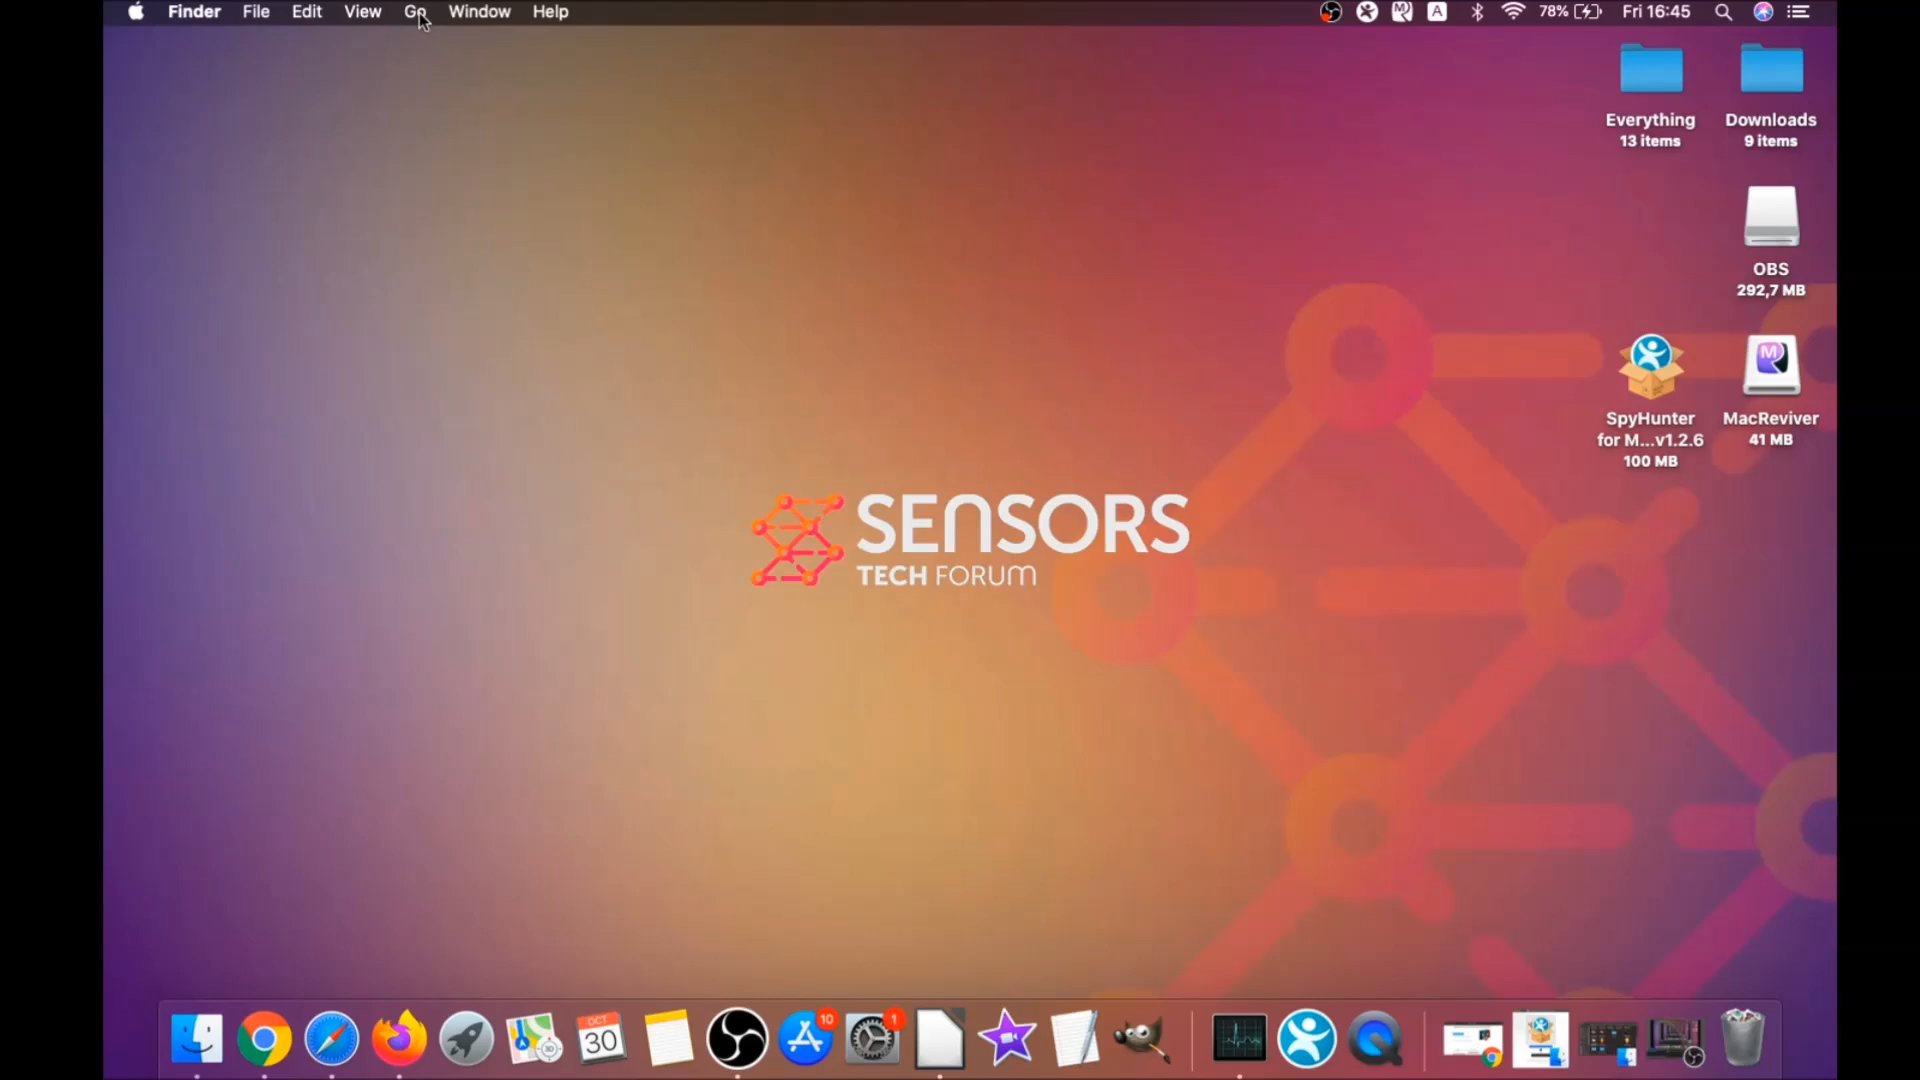 Finder File Edit View Go Window Help
A 78% Fri 16:45
Everything
13 items
Downloads
9 items
OBS
292,7 MB
M
SpyHunter
for M...v1.2.6
100 MB
MacReviver
41 MB
SENSORS
TECH FORUM
OCT
30
10
1